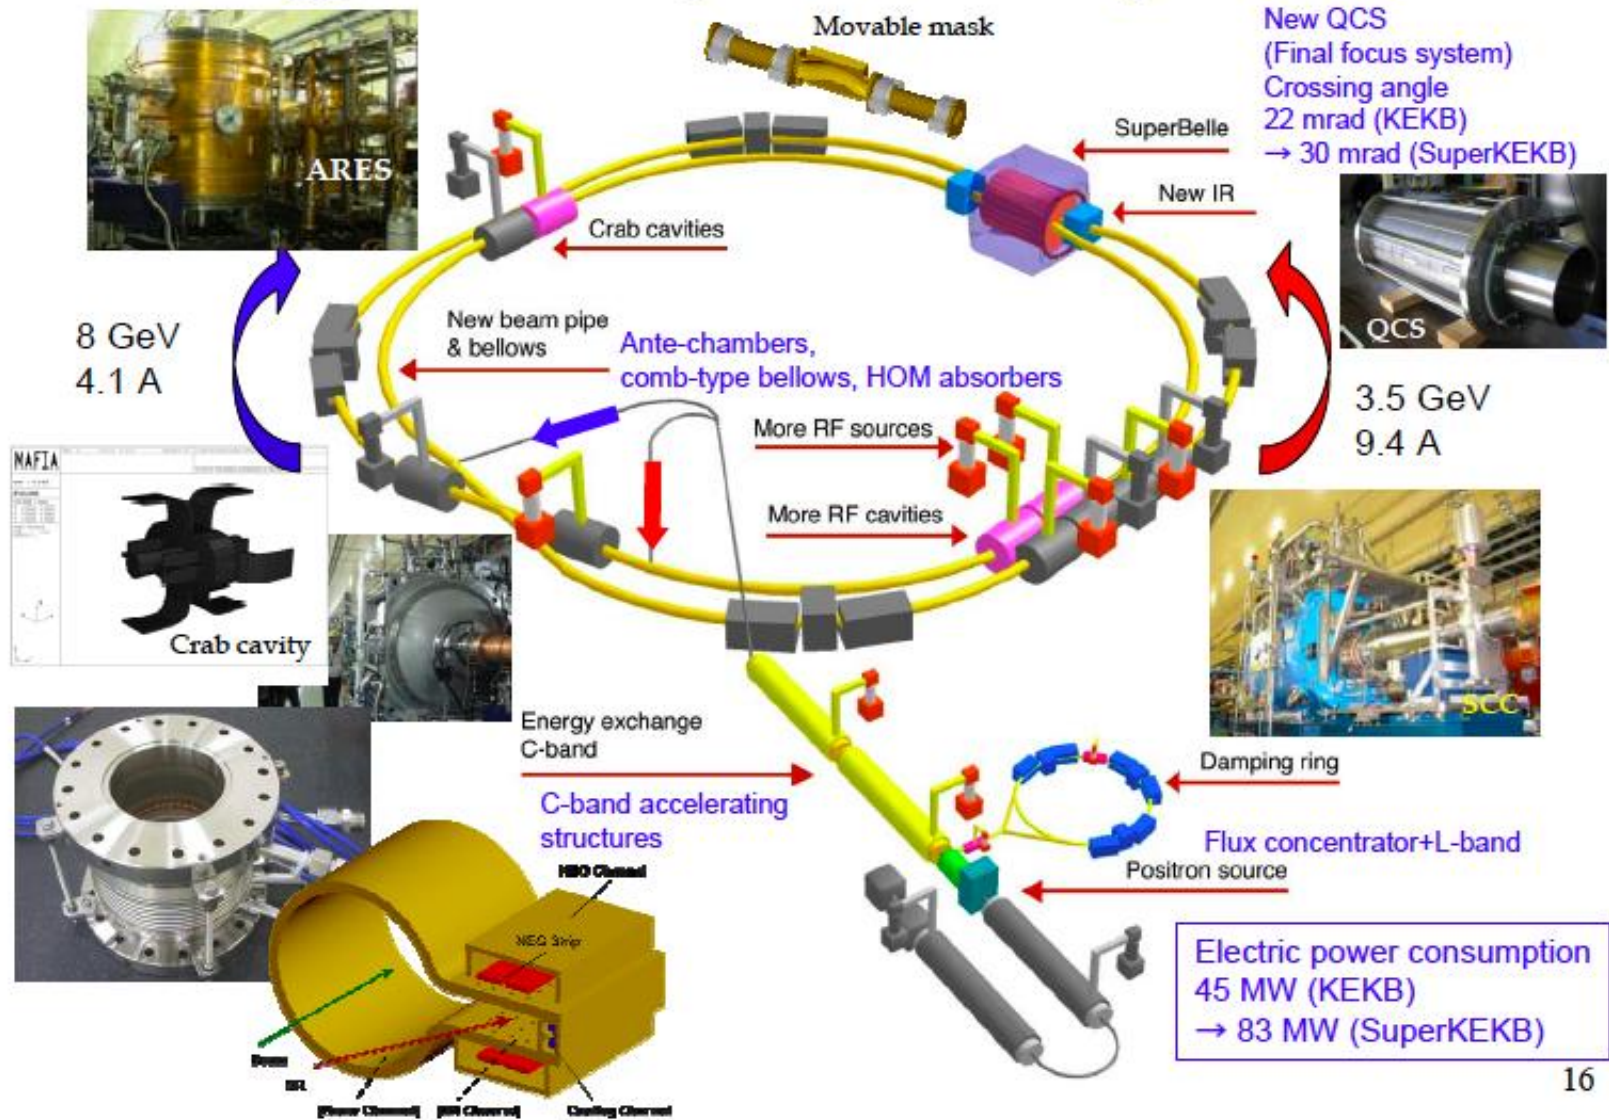 Movable mask
New QCS
(Final focus system)
Crossing angle
22 mrad (KEKB)
→ 30 mrad (SuperKEKB)
ARES
SuperBelle
New IR
Crab cavities
QCS
8 GeV
4.1 A
New beam pipe
& bellows
Ante-chambers,
comb-type bellows, HOM absorbers
3.5 GeV
9.4 A
More RF sources
MAFIA
More RF cavities
Crab cavity
SCC
Energy exchange
C-band
Damping ring
C-band accelerating
structures
Flux concentrator+L-band
Positron source
NEG Strip
Electric power consumption
45 MW (KEKB)
→ 83 MW (SuperKEKB)
Beam
SR
Cooling Channel
16